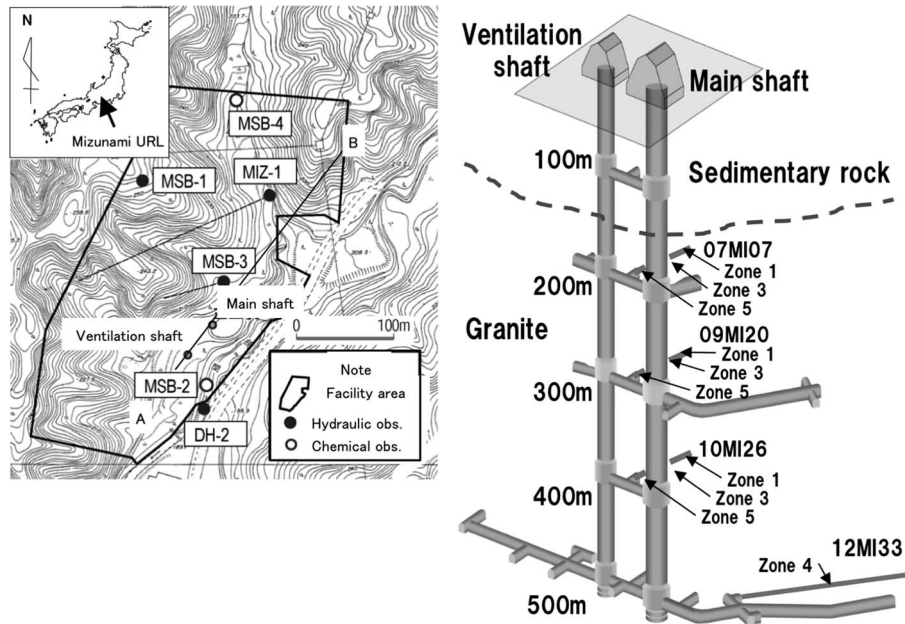 N
Mizunami URL
MSB-4
B
MSB-1
MIZ-1
MSB-3
Main shaft
Ventilation shaft
0
100m
MSB-2
A
DH-2
Note
Facility area
Hydraulic obs.
Chemical obs.
Ventilation
shaft
Main shaft
100m
Sedimentary rock
07MI07
Zone 1
Zone 3
Zone 5
200m
Granite
09MI20
Zone 1
Zone 3
Zone 5
300m
10MI26
Zone 1
Zone 3
Zone 5
400m
12MI33
Zone 4
500m